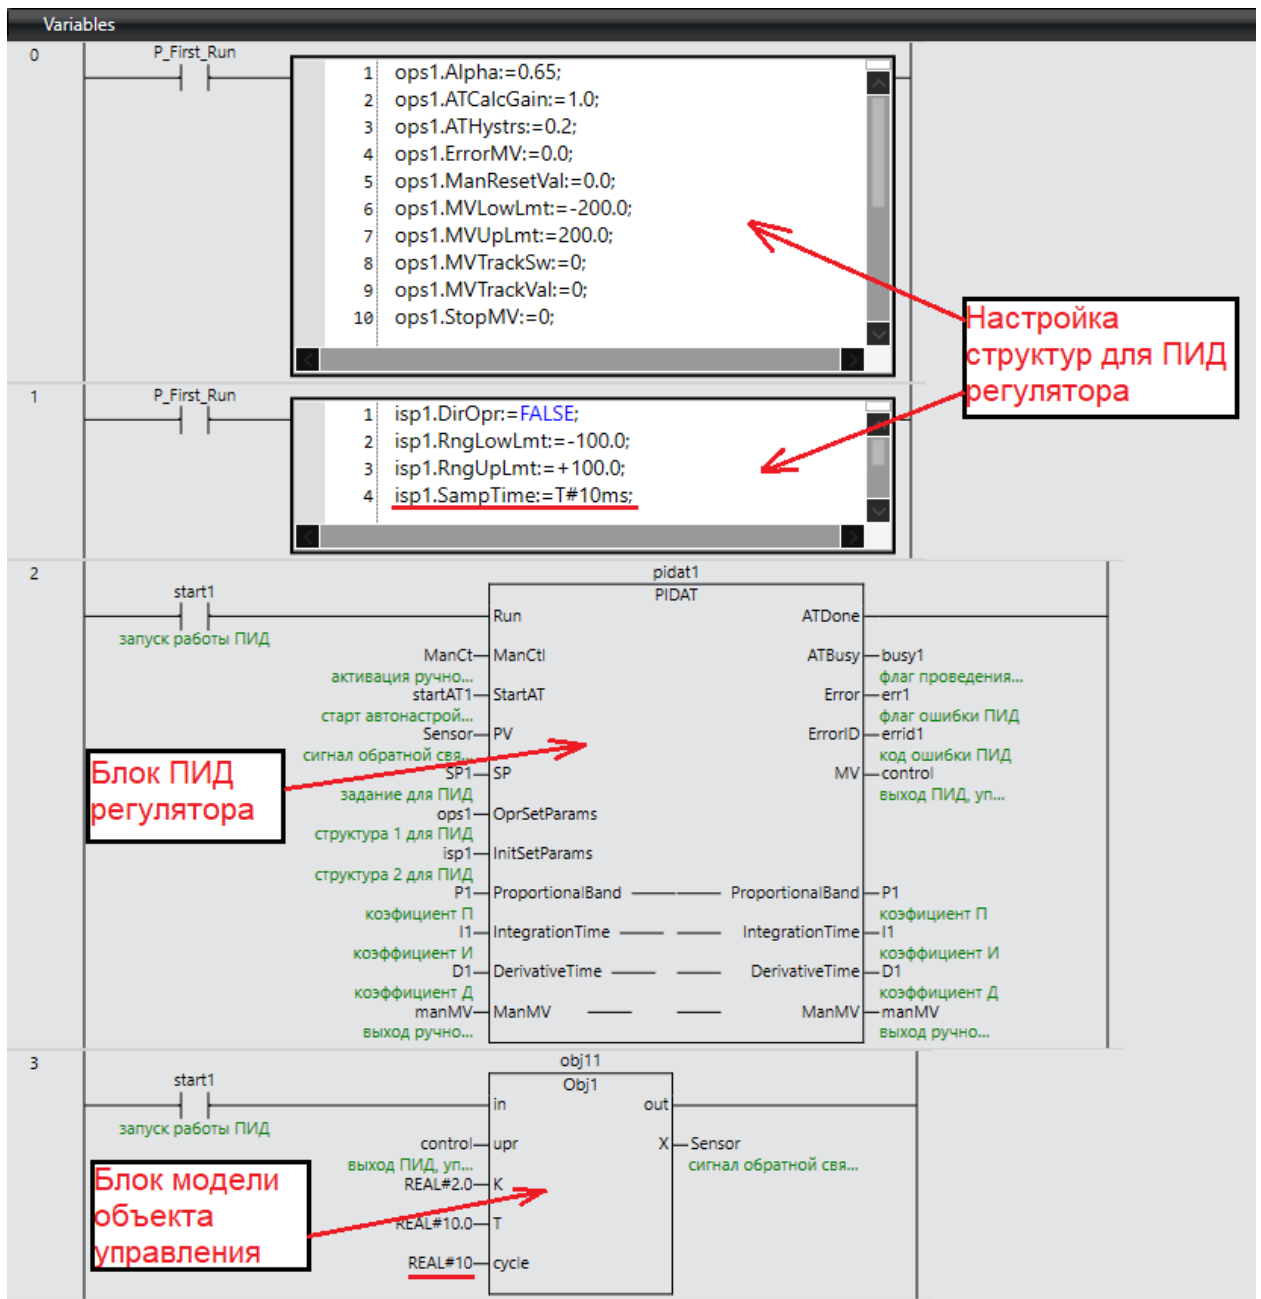 Variables
0
P_First_Run
1 ops1.Alpha:=0.65;
2 ops1.ATCalcGain:=1.0;
3 ops1.ATHystrs:=0.2;
4 ops1.ErrorMV:=0.0;
5 ops1.ManResetVal:=0.0;
6 ops1.MVLowLmt:=-200.0;
7 ops1.MVUpLmt:=200.0;
8 ops1.MVTrackSw:=0;
9 ops1.MVTrackVal:=0;
10 ops1.StopMV:=0;
Настройка
структур для ПИД
регулятора
1
P_First_Run
1 isp1.DirOpr:=FALSE;
2 isp1.RngLowLmt:=-100.0;
3 isp1.RngUpLmt:=+100.0;
4 isp1.SampTime:=T#10ms;
2
start1
запуск работы ПИД
pidat1
PIDAT
Run ATDone
ManCt ManCtl ATBusy busy1
активация ручно... флаг проведения...
startAT1 StartAT Error err1
старт автонастрой... флаг ошибки ПИД
Sensor PV ErrorID errid1
сигнал обратной свя... код ошибки ПИД
SP1 SP MV control
задание для ПИД выход ПИД, уп...
ops1 OprSetParams
структура 1 для ПИД
isp1 InitSetParams
структура 2 для ПИД
P1 ProportionalBand ProportionalBand P1
коэфициент П коэфициент П
I1 IntegrationTime IntegrationTime I1
коэффициент И коэффициент И
D1 DerivativeTime DerivativeTime D1
коэффициент Д коэффициент Д
manMV ManMV ManMV manMV
выход ручно... выход ручно...
Блок ПИД
регулятора
3
start1
запуск работы ПИД
obj11
Obj1
in out
control upr X Sensor
выход ПИД, уп... сигнал обратной свя...
REAL#2.0 K
REAL#10.0 T
REAL#10 cycle
Блок модели
объекта
управления